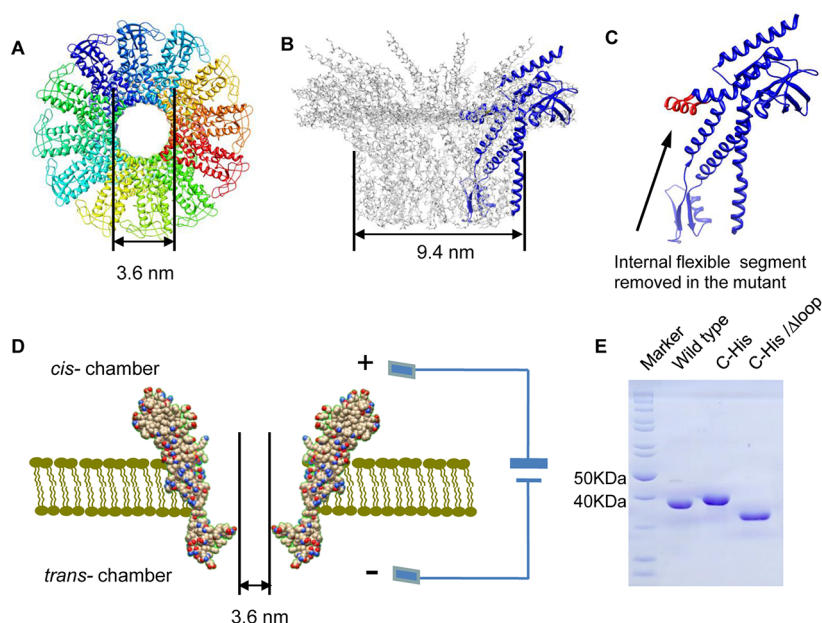 A
3.6 nm
B
9.4 nm
C
Internal flexible segment
removed in the mutant
D
cis- chamber
+
trans- chamber
-
3.6 nm
E
Marker
Wild type
C-His
C-His /Δloop
50KDa
40KDa